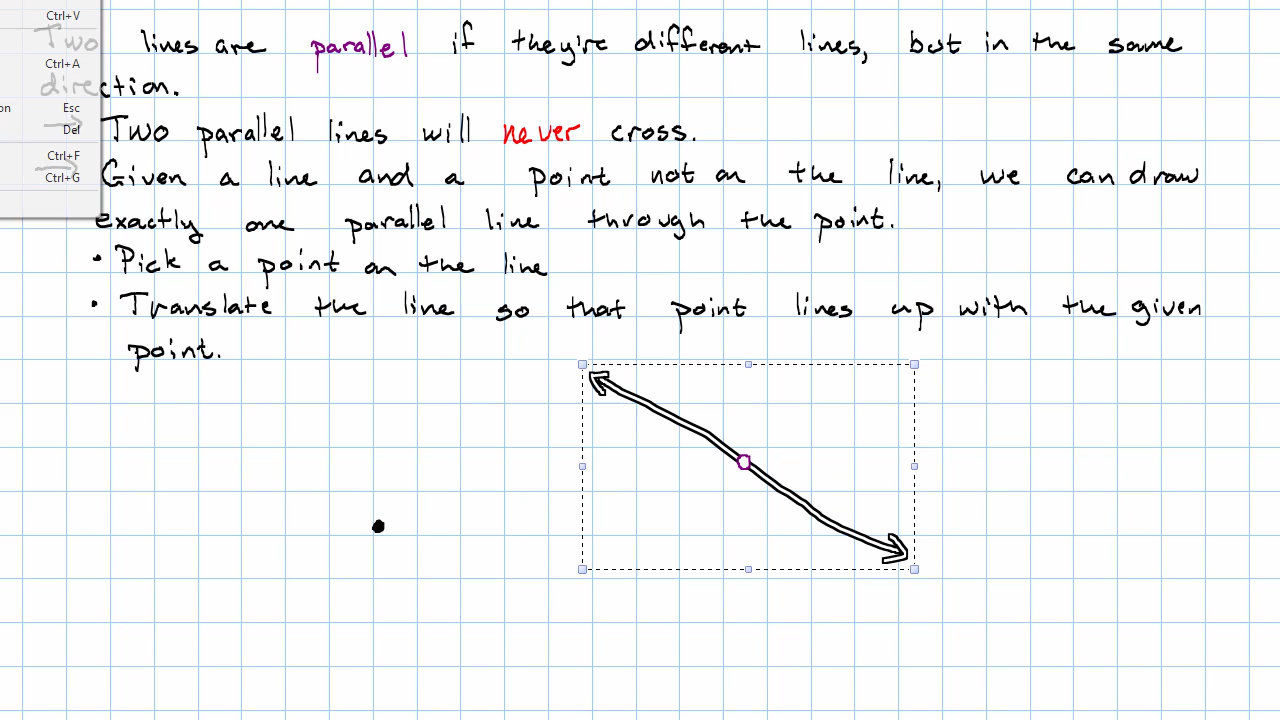 Ctrl+V
Two lines are parallel if they're different lines, but in the same
Ctrl+A
direction.
on Esc
Del
Two parallel lines will never cross.
Ctrl+F
Given a line and a point not on the line, we can draw
Ctrl+G
exactly one parallel line through the point.
• Pick a point on the line
• Translate the line so that point lines up with the given
point.